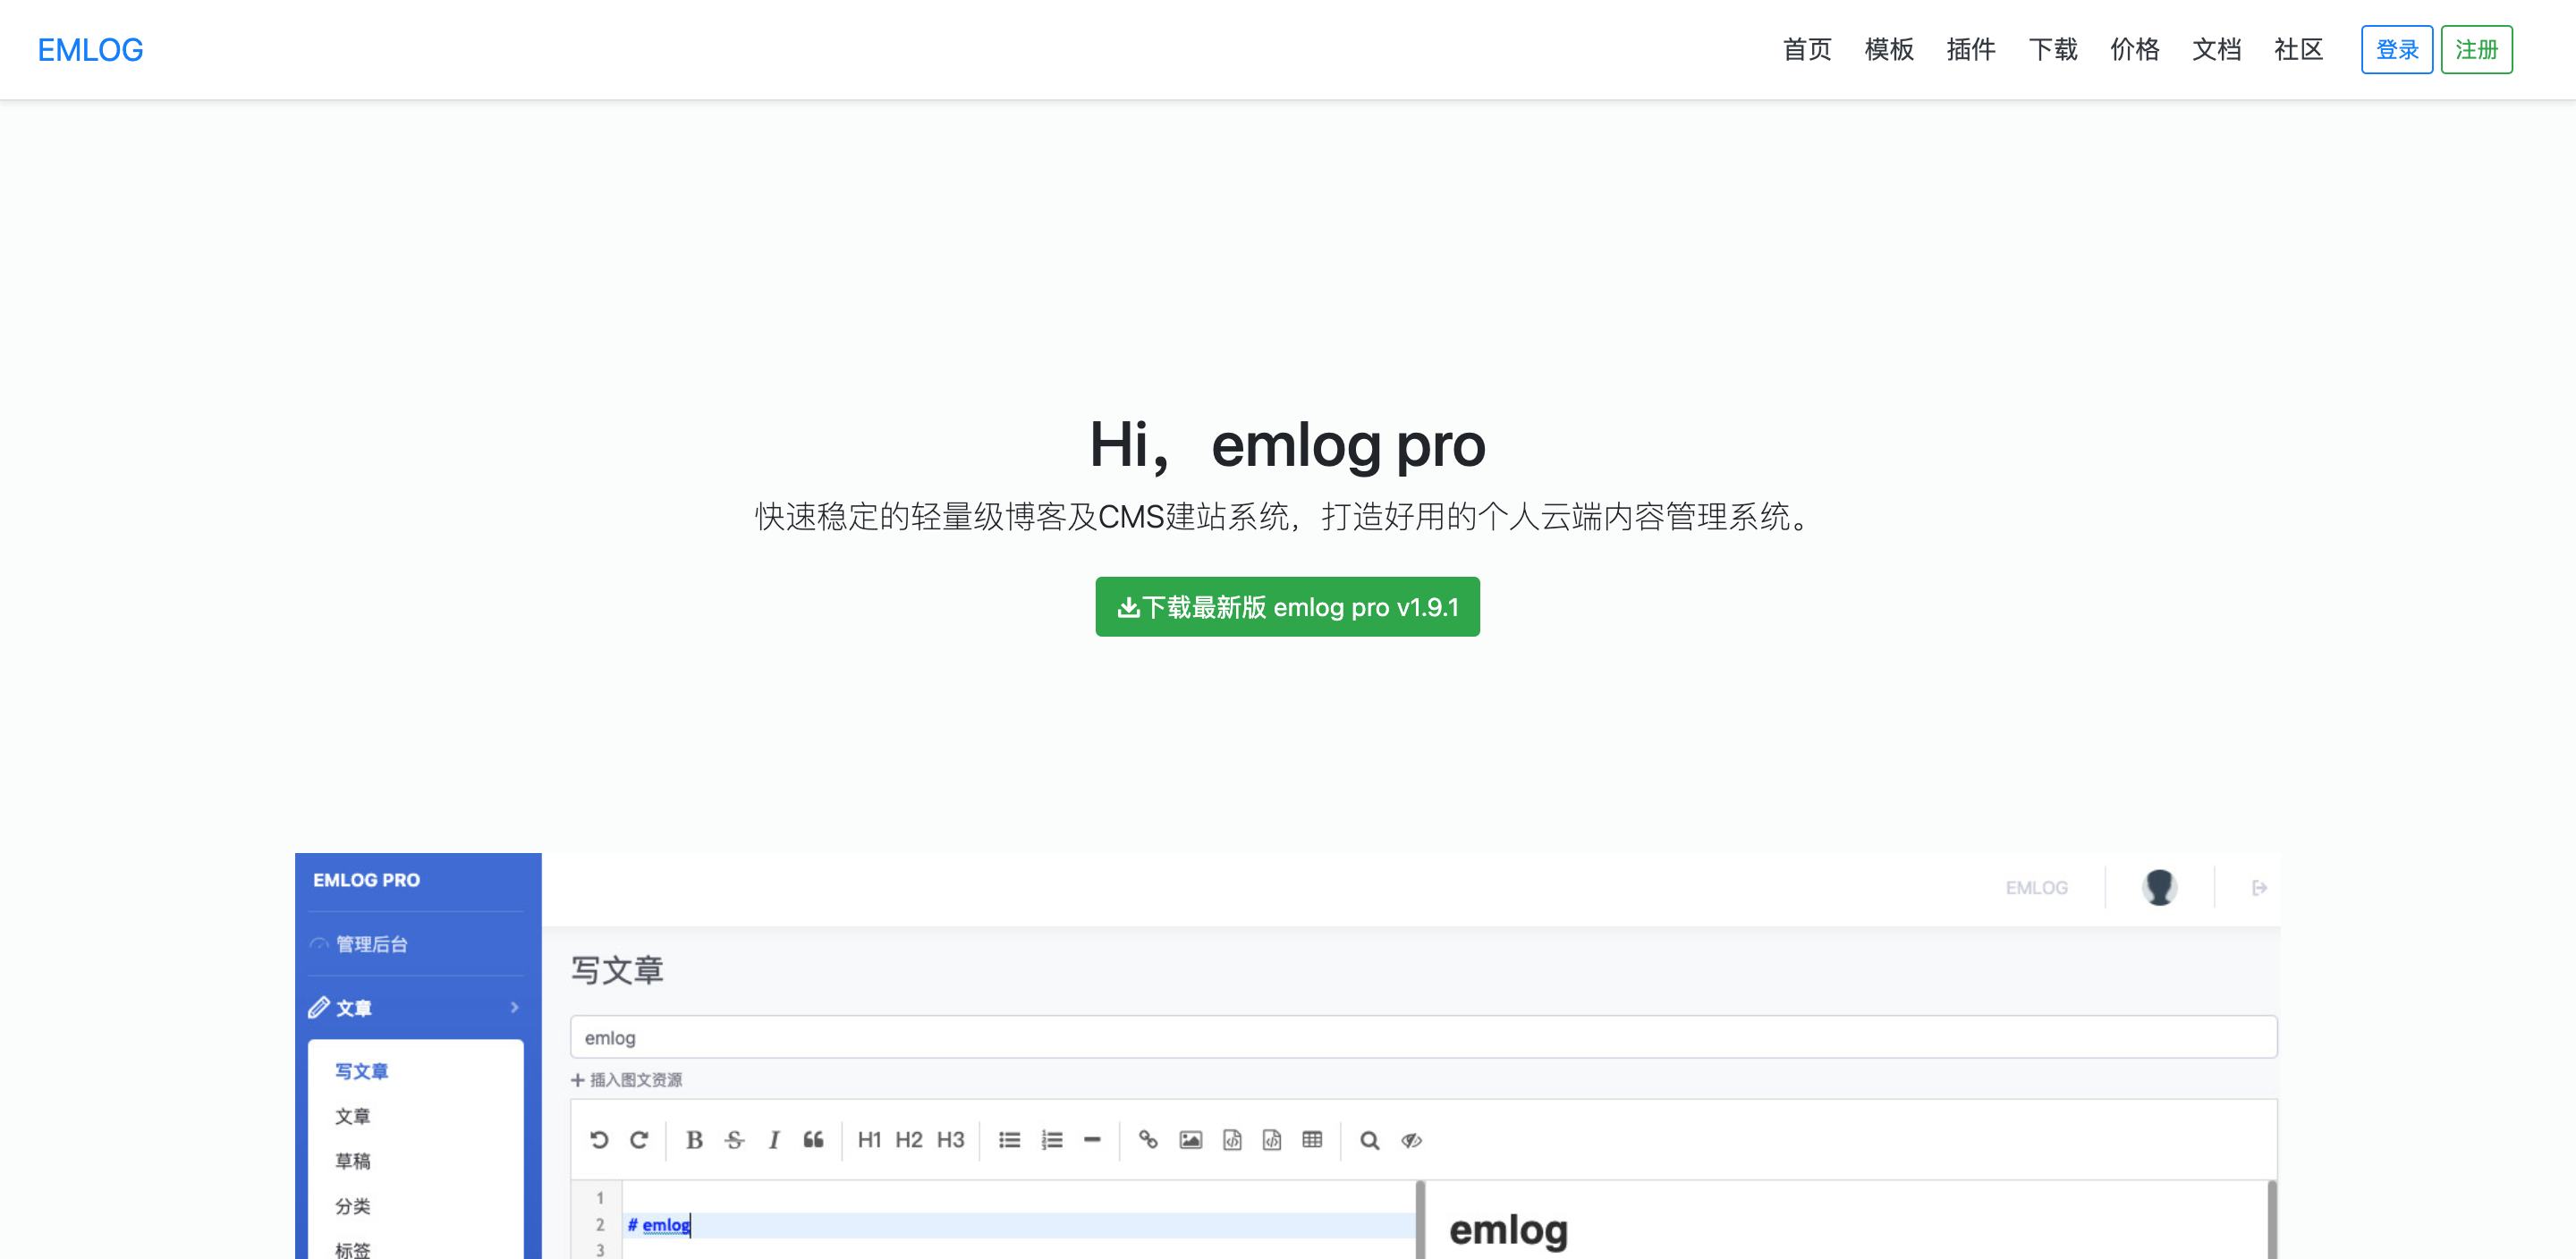 EMLOG 首页 模板 插件 下载 价格 文档 社区 登录 注册
Hi，emlog pro
快速稳定的轻量级博客及CMS建站系统，打造好用的个人云端内容管理系统。
下载最新版 emlog pro v1.9.1
EMLOG PRO
EMLOG
管理后台
文章
写文章
文章
草稿
分类
标签
写文章
emlog
插入图文资源
B S I H1 H2 H3
1
2 # emlog
3
emlog